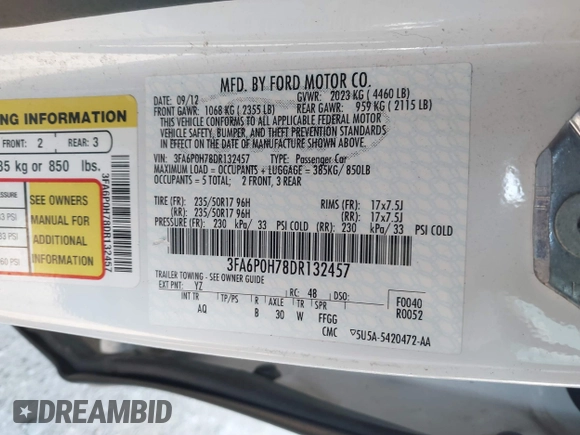 NG INFORMATION
FRONT: 2 REAR: 3
85 kg or 850 lbs.
SEE OWNERS
MANUAL FOR
ADDITIONAL
INFORMATION
33 PSI
33 PSI
60 PSI
3FA6P0H78DR132457
MFD. BY FORD MOTOR CO.
DATE: 09/12 GVWR: 2023 KG ( 4460 LB)
FRONT GAWR: 1068 KG ( 2355 LB) REAR GAWR: 959 KG ( 2115 LB)
THIS VEHICLE CONFORMS TO ALL APPLICABLE FEDERAL MOTOR
VEHICLE SAFETY, BUMPER, AND THEFT PREVENTION STANDARDS
IN EFFECT ON THE DATE OF MANUFACTURE SHOWN ABOVE.
VIN: 3FA6P0H78DR132457 TYPE: Passenger Car
MAXIMUM LOAD = OCCUPANTS + LUGGAGE = 385KG/850LB
OCCUPANTS = 5 TOTAL; 2 FRONT, 3 REAR
TIRE (FR): 235/50R17 96H RIMS (FR): 17x7.5J
(RR): 235/50R17 96H (RR): 17x7.5J
PRESSURE (FR): 230 kPa/ 33 PSI COLD (RR): 230 kPa/ 33 PSI COLD
3FA6P0H78DR132457
TRAILER TOWING - SEE OWNER GUIDE
EXT PNT: YZ RC: 48 DSO: F0040
INT TR TP/PS R AXLE TR SPR R0052
AQ B 30 W FFGG
CMC ▽5U5A-5420472-AA
DREAMBID